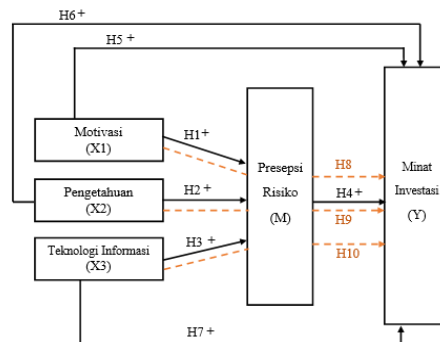 H6+
H5 +
Motivasi
(X1)
H1+
Pengetahuan
(X2)
H2 +
Teknologi Informasi
(X3)
H3 +
Presepsi
Risiko
(M)
H8
H4 +
H9
H10
Minat
Investasi
(Y)
H7 +